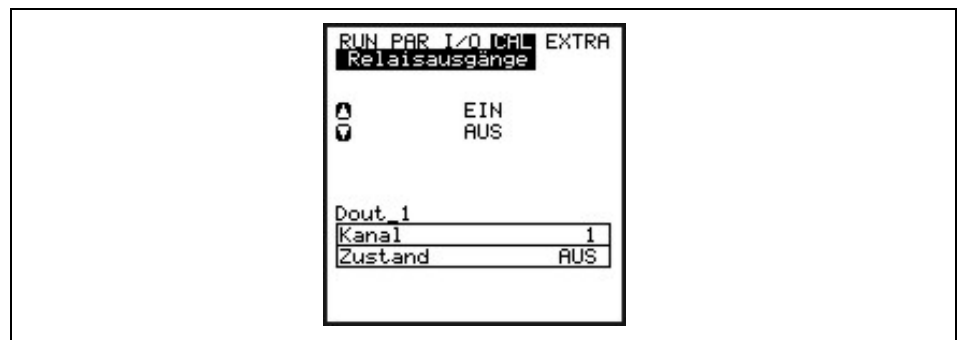 RUN PAR I/O CAL EXTRA
Relaisausgänge
EIN
AUS
Dout_1
Kanal 1
Zustand AUS